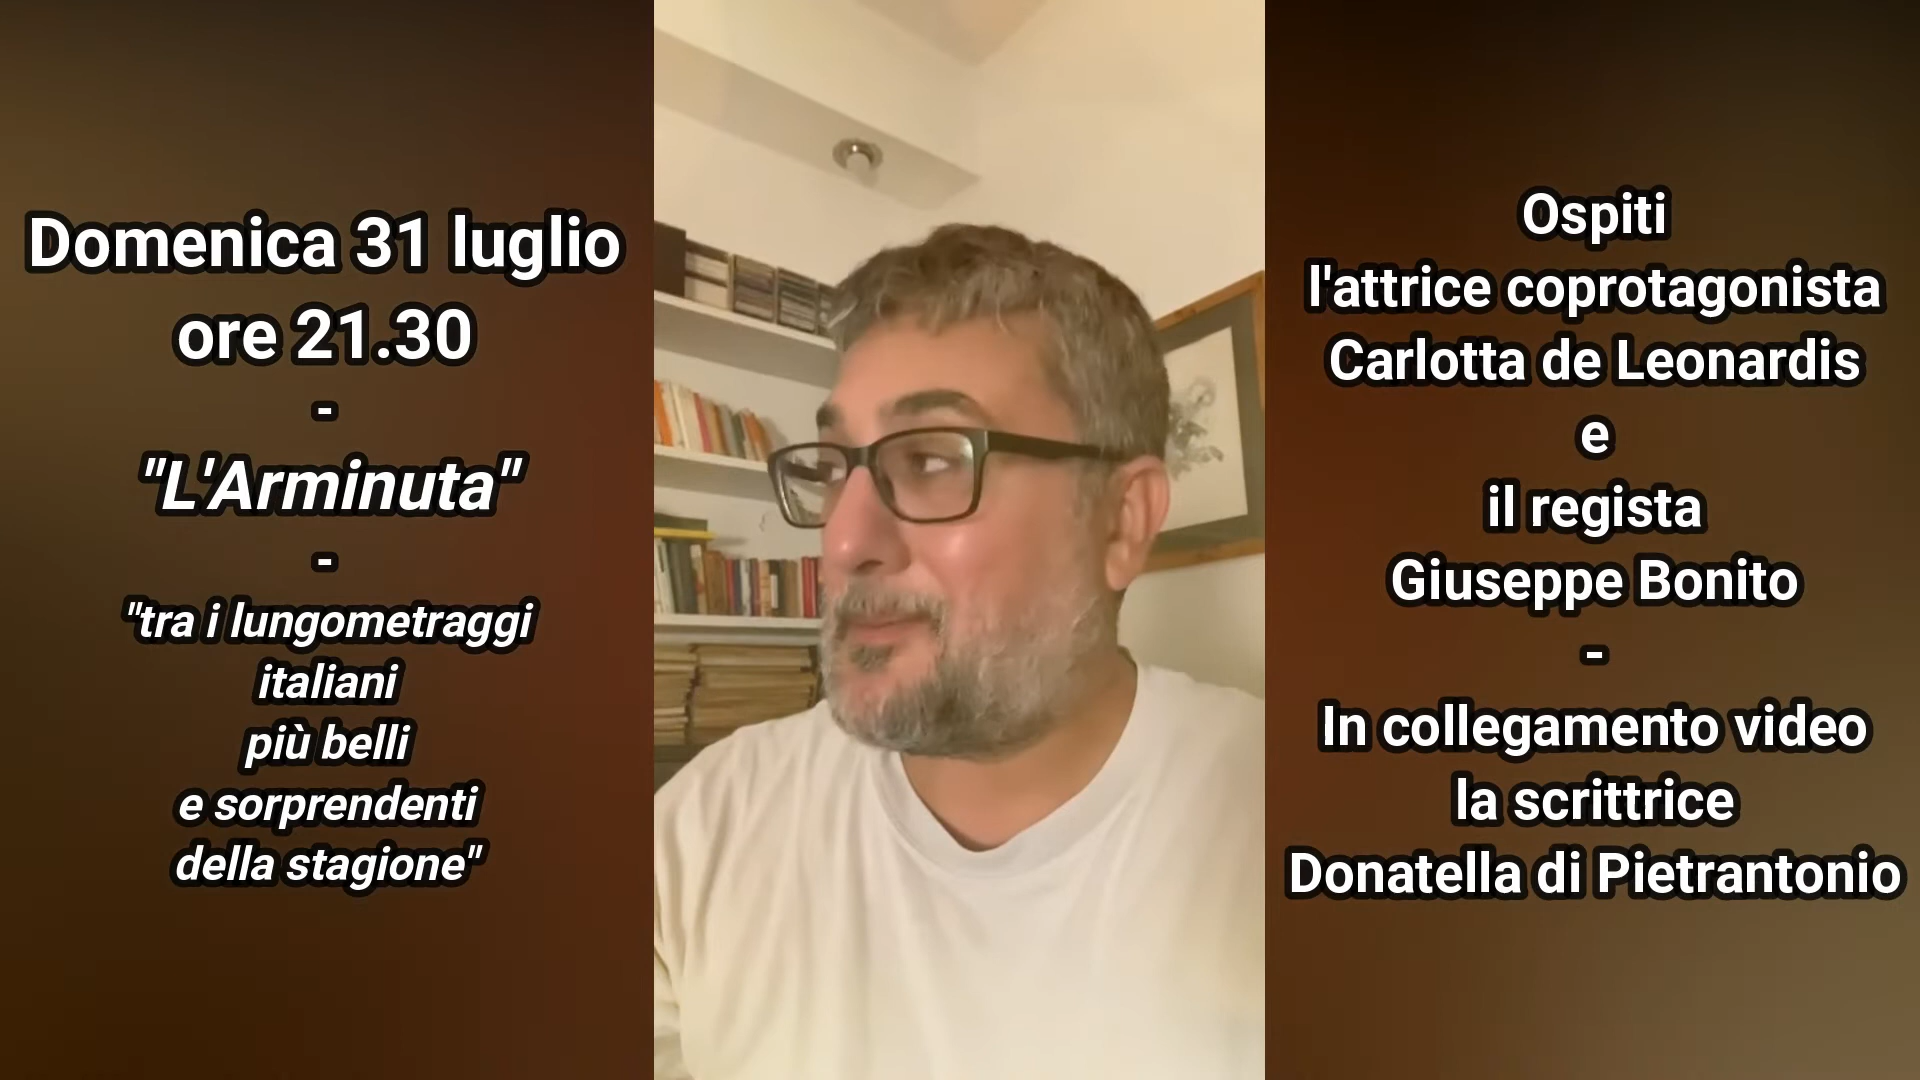 Domenica 31 luglio
ore 21.30
-
"L'Arminuta"
-
"tra i lungometraggi
italiani
più belli
e sorprendenti
della stagione"
Ospiti
l'attrice coprotagonista
Carlotta de Leonardis
e
il regista
Giuseppe Bonito
-
In collegamento video
la scrittrice
Donatella di Pietrantonio